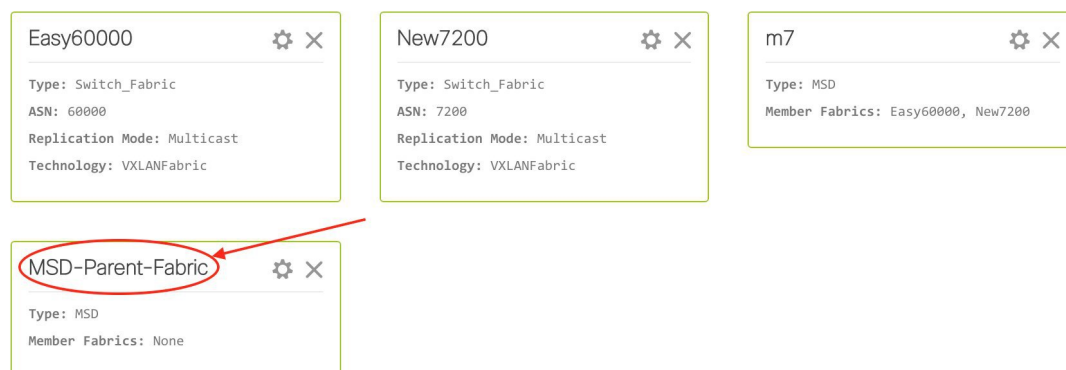 Easy60000
Type: Switch_Fabric
ASN: 60000
Replication Mode: Multicast
Technology: VXLANFabric
New7200
Type: Switch_Fabric
ASN: 7200
Replication Mode: Multicast
Technology: VXLANFabric
m7
Type: MSD
Member Fabrics: Easy60000, New7200
MSD-Parent-Fabric
Type: MSD
Member Fabrics: None